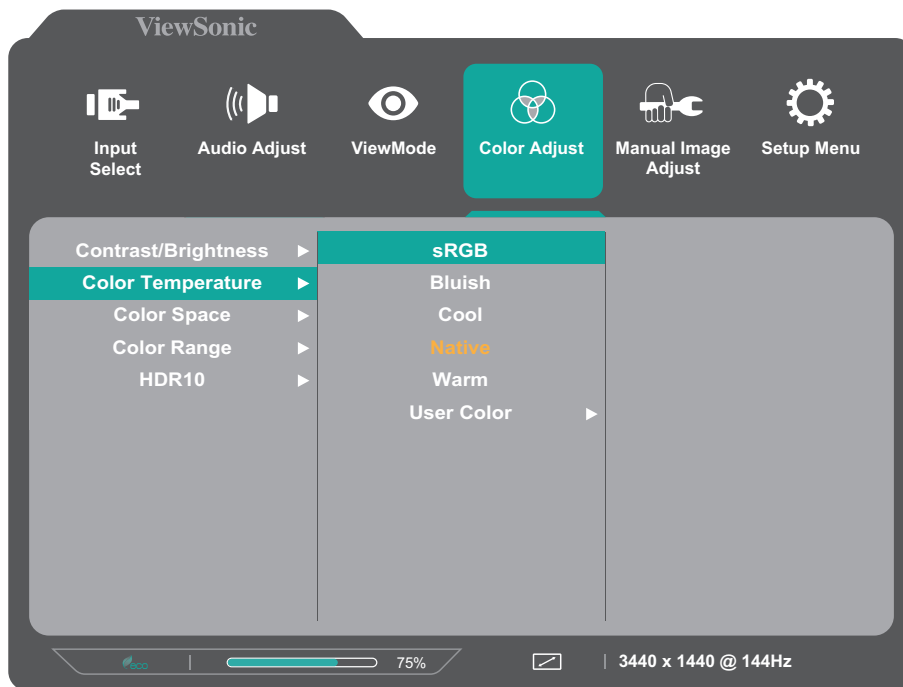 ViewSonic
Input Select
Audio Adjust
ViewMode
Color Adjust
Manual Image Adjust
Setup Menu
Contrast/Brightness
Color Temperature
Color Space
Color Range
HDR10
sRGB
Bluish
Cool
Native
Warm
User Color
eco
75%
3440 x 1440 @ 144Hz